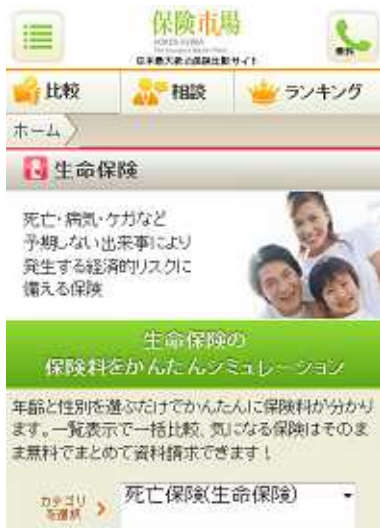 保険市場
日本最大級の保険比較サイト
無料
比較
相談
ランキング
ホーム
生命保険
死亡・病気・ケガなど
予期しない出来事により
発生する経済的リスクに
備える保険
生命保険の
保険料をかんたんシミュレーション
年齢と性別を選ぶだけでかんたんに保険料が分かり
ます。一覧表示で一括比較、気になる保険はそのま
ま無料でまとめて資料請求できます！
カテゴリ
を選択
死亡保険(生命保険)